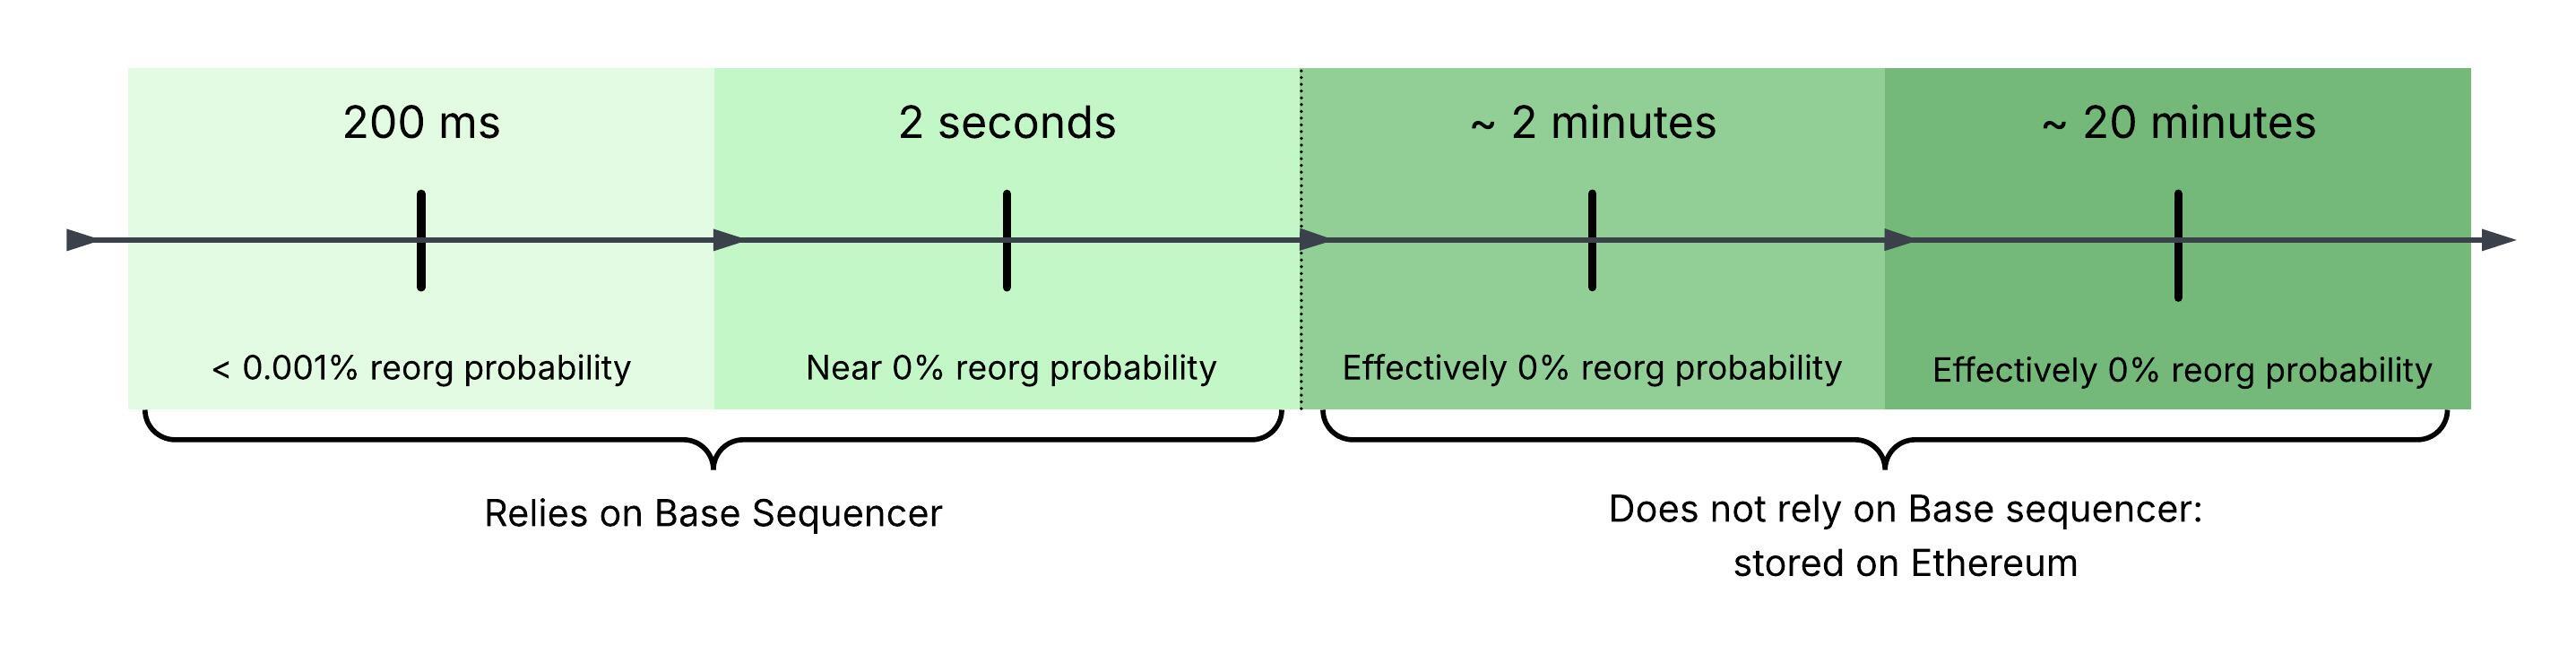 200 ms
2 seconds
~ 2 minutes
~ 20 minutes
< 0.001% reorg probability
Near 0% reorg probability
Effectively 0% reorg probability
Effectively 0% reorg probability
Relies on Base Sequencer
Does not rely on Base sequencer:
stored on Ethereum